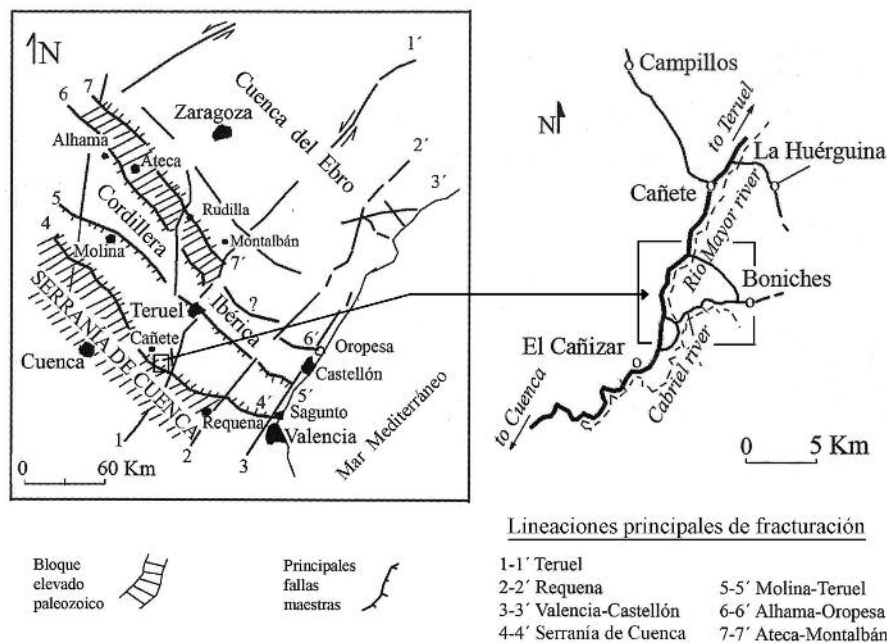 N
Zaragoza
Cuenca del Ebro
1´
2´
3´
7
6
Alhama
Ateca
5
Cordillera
Rudilla
4
Molina
Montalbán
7´
SERRANÍA DE CUENCA
Teruel
Ibérica
?
Cañete
6´
Oropesa
Cuenca
Castellón
5´
4´
Sagunto
Requena
Valencia
Mar Mediterráneo
1
2
3
0 60 Km
Campillos
N
to Teruel
La Huérguina
Cañete
Rio Mayor river
Boniches
El Cañizar
Cabriel river
to Cuenca
0 5 Km
Bloque
elevado
paleozoico
Principales
fallas
maestras
Lineaciones principales de fracturación
1-1´ Teruel
2-2´ Requena
3-3´ Valencia-Castellón
4-4´ Serranía de Cuenca
5-5´ Molina-Teruel
6-6´ Alhama-Oropesa
7-7´ Ateca-Montalbán